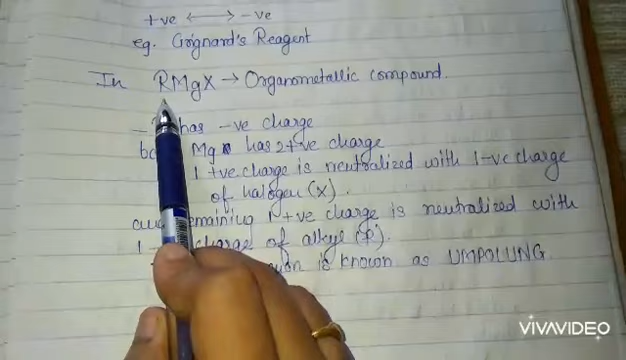 +ve ⟷ -ve
eg. Grignard's Reagent
In RMgX → Organometallic compound.
has -ve charge
Mg has 2+ve charge
1 +ve charge is neutralized with 1-ve charge
of halogen (X).
1 +ve charge is neutralized with
1 charge of alkyl (R).
is known as UMPOLUNG.
VIVAVIDEO